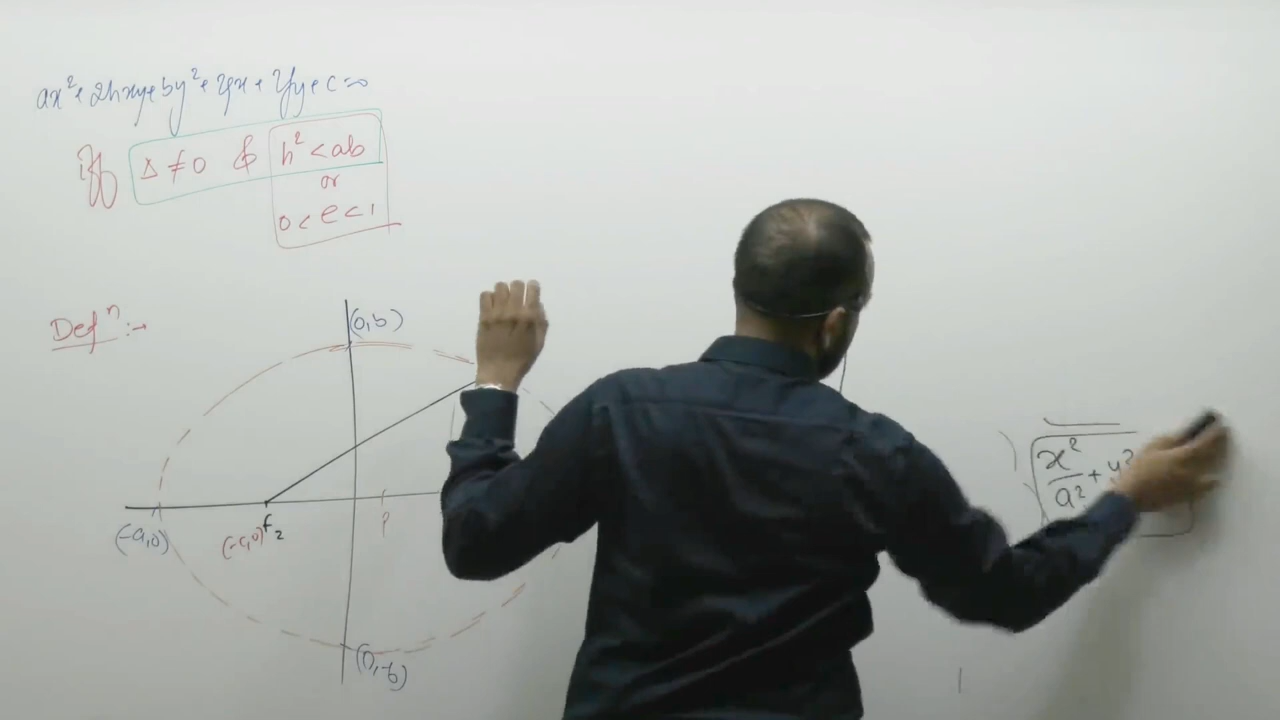 ax²+2hxy+by²+2gx+2fy+c=0
iff Δ≠0 & h²<ab
or
0<e<1
Defⁿ:→
(0,b)
(-a,0)
(-c,0) F₂
(0,-b)
x²/a² + y²